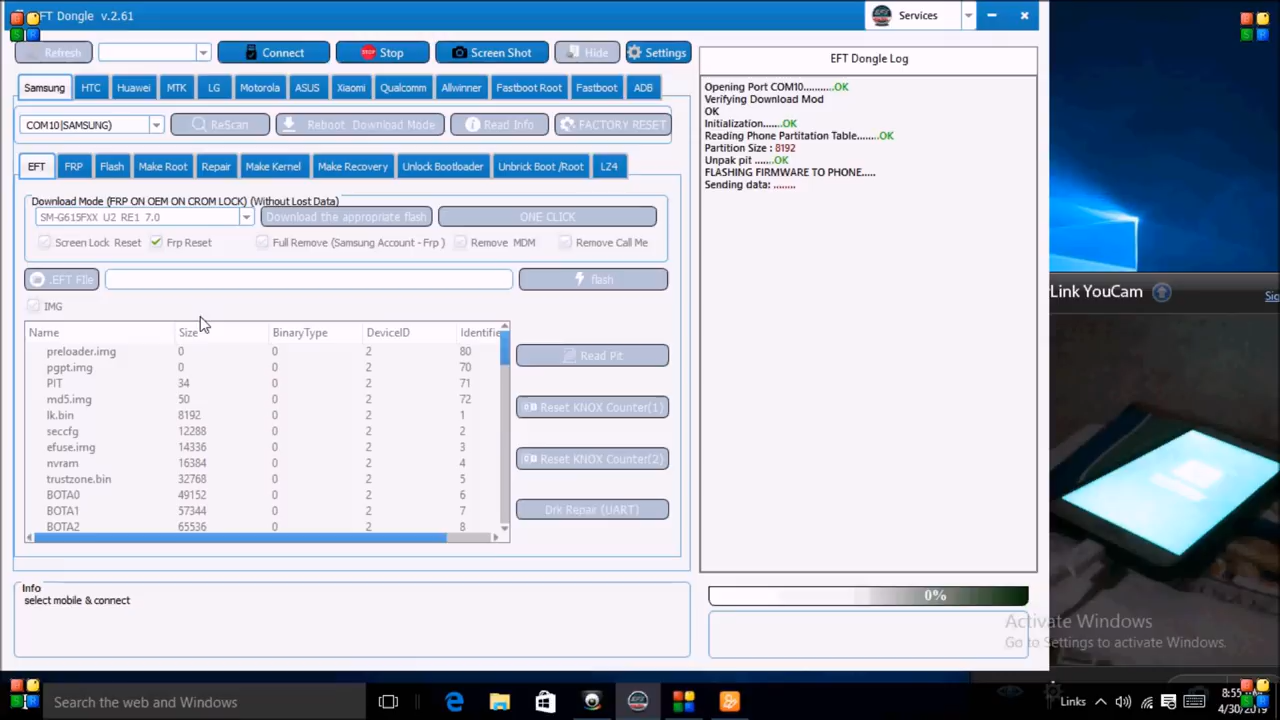 EFT Dongle v.2.61
Services
Refresh
Connect
Stop
Screen Shot
Hide
Settings
EFT Dongle Log
Samsung
HTC
Huawei
MTK
LG
Motorola
ASUS
Xiaomi
Qualcomm
Allwinner
Fastboot Root
Fastboot
ADB
COM10|SAMSUNG)
ReScan
Reboot Download Mode
Read Info
FACTORY RESET
EFT
FRP
Flash
Make Root
Repair
Make Kernel
Make Recovery
Unlock Bootloader
Unbrick Boot /Root
LZ4
Download Mode (FRP ON OEM ON CROM LOCK) (Without Lost Data)
SM-G615FXX U2 RE1 7.0
Download the appropriate flash
ONE CLICK
Screen Lock Reset
Frp Reset
Full Remove (Samsung Account - Frp )
Remove MDM
Remove Call Me
.EFT File
flash
IMG
Name Size BinaryType DeviceID Identifie
preloader.img 0 0 2 80
pgpt.img 0 0 2 70
PIT 34 0 2 71
md5.img 50 0 2 72
lk.bin 8192 0 2 1
seccfg 12288 0 2 2
efuse.img 14336 0 2 3
nvram 16384 0 2 4
trustzone.bin 32768 0 2 5
BOTA0 49152 0 2 6
BOTA1 57344 0 2 7
BOTA2 65536 0 2 8
Read Pit
Reset KNOX Counter(1)
Reset KNOX Counter(2)
Drk Repair (UART)
Info
select mobile & connect
Opening Port COM10..........OK
Verifying Download Mod
OK
Initialization......OK
Reading Phone Partitation Table...OK
Partition Size : 8192
Unpak pit .....OK
FLASHING FIRMWARE TO PHONE.....
Sending data: ........
0%
Link YouCam
Activate Windows
Go to Settings to activate Windows.
Search the web and Windows
Links
4/30/2019